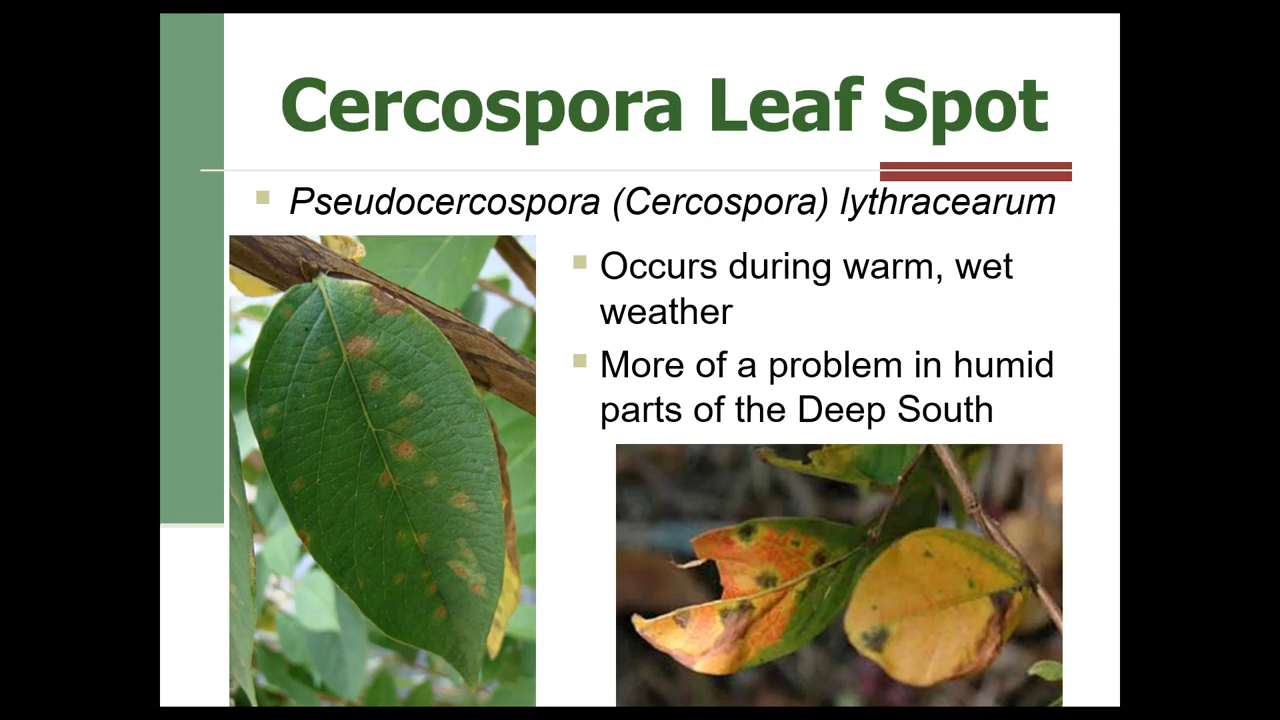 Cercospora Leaf Spot
Pseudocercospora (Cercospora) lythracearum
Occurs during warm, wet
weather
More of a problem in humid
parts of the Deep South